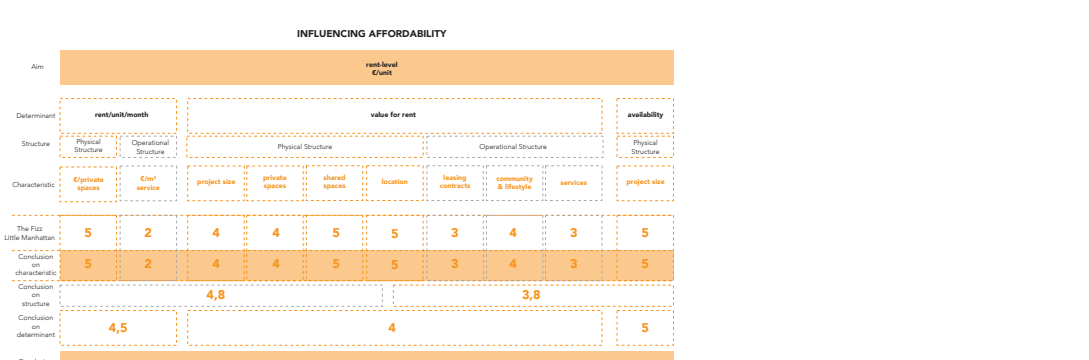 INFLUENCING AFFORDABILITY
Aim
rent-level
€/unit
Determinant
rent/unit/month
value for rent
availability
Structure
Physical
Structure
Operational
Structure
Physical Structure
Operational Structure
Physical
Structure
Characteristic
€/private
spaces
€/m²
service
project size
private
spaces
shared
spaces
location
leasing
contracts
community
& lifestyle
services
project size
The Fizz
Little Manhattan
5 2 4 4 5 5 3 4 3 5
Conclusion
on
characteristic
5 2 4 4 5 5 3 4 3 5
Conclusion
on
structure
4,8 3,8
Conclusion
on
determinant
4,5 4 5